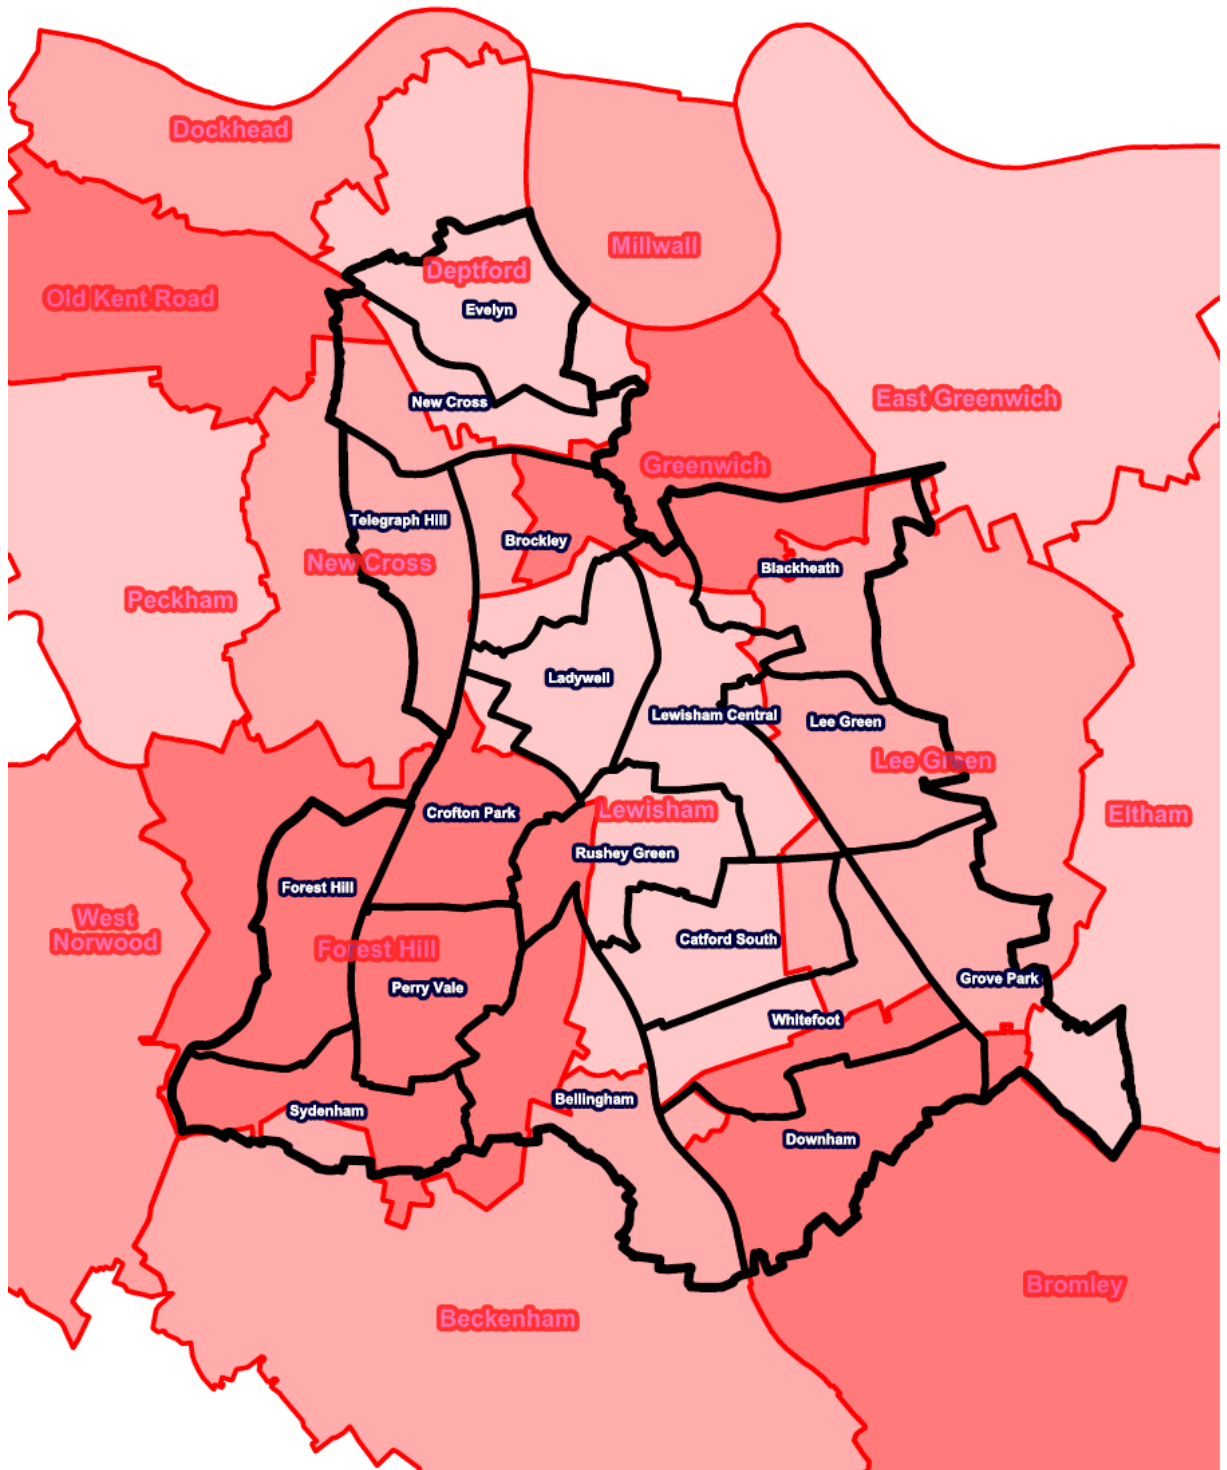 Dockhead
Millwall
Deptford
Old Kent Road
Evelyn
East Greenwich
New Cross
Greenwich
Telegraph Hill
Brockley
New Cross
Blackheath
Peckham
Ladywell
Lewisham Central
Lee Green
Lee Green
Lewisham
Crofton Park
Eltham
Rushey Green
Forest Hill
West
Norwood
Catford South
Forest Hill
Grove Park
Perry Vale
Whitefoot
Bellingham
Sydenham
Downham
Bromley
Beckenham